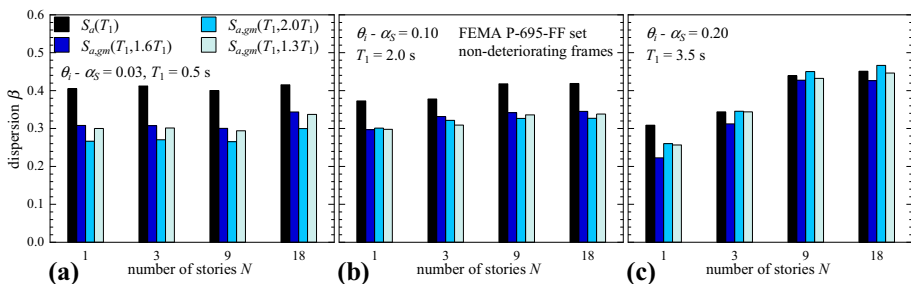 dispersion β
0.6
0.5
0.4
0.3
0.2
0.1
0.0
Sₐ(T₁)
Sₐ,gm(T₁,2.0T₁)
Sₐ,gm(T₁,1.6T₁)
Sₐ,gm(T₁,1.3T₁)
θᵢ - αS = 0.03, T₁ = 0.5 s
1 3 9 18
(a)
number of stories N
θᵢ - αS = 0.10
T₁ = 2.0 s
FEMA P-695-FF set
non-deteriorating frames
1 3 9 18
(b)
number of stories N
θᵢ - αS = 0.20
T₁ = 3.5 s
1 3 9 18
(c)
number of stories N